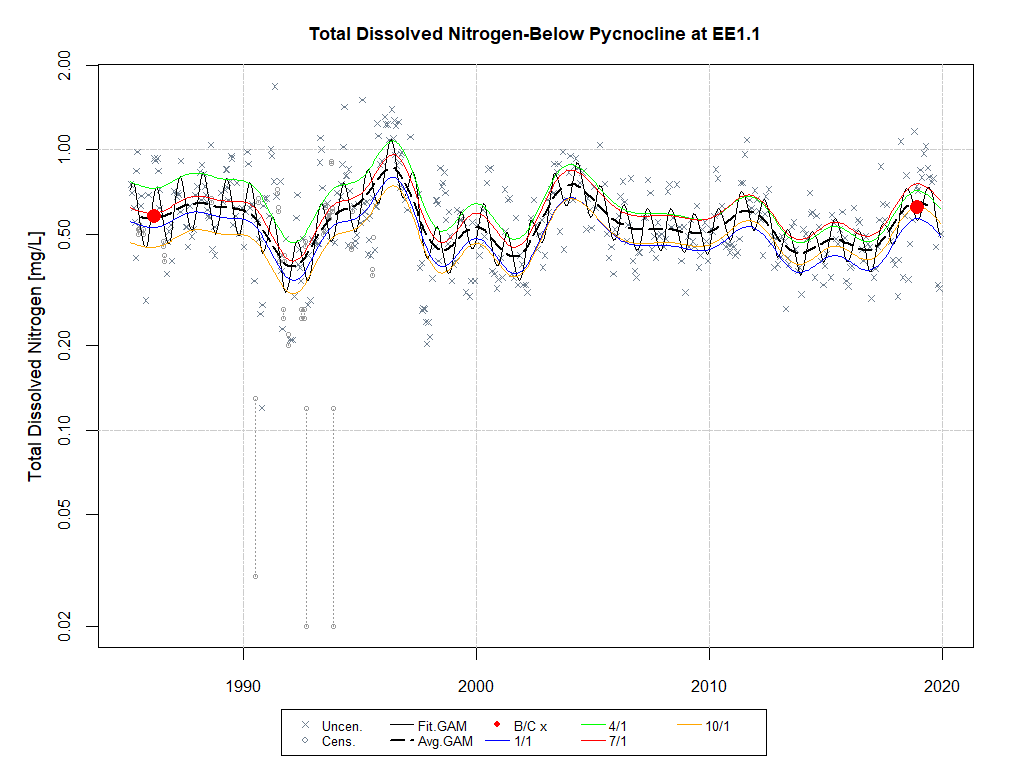 Total Dissolved Nitrogen-Below Pycnocline at EE1.1
Total Dissolved Nitrogen [mg/L]
2.00
1.00
0.50
0.20
0.10
0.05
0.02
1990 2000 2010 2020
Uncen. Fit.GAM B/C x 4/1 10/1
Cens. Avg.GAM 1/1 7/1